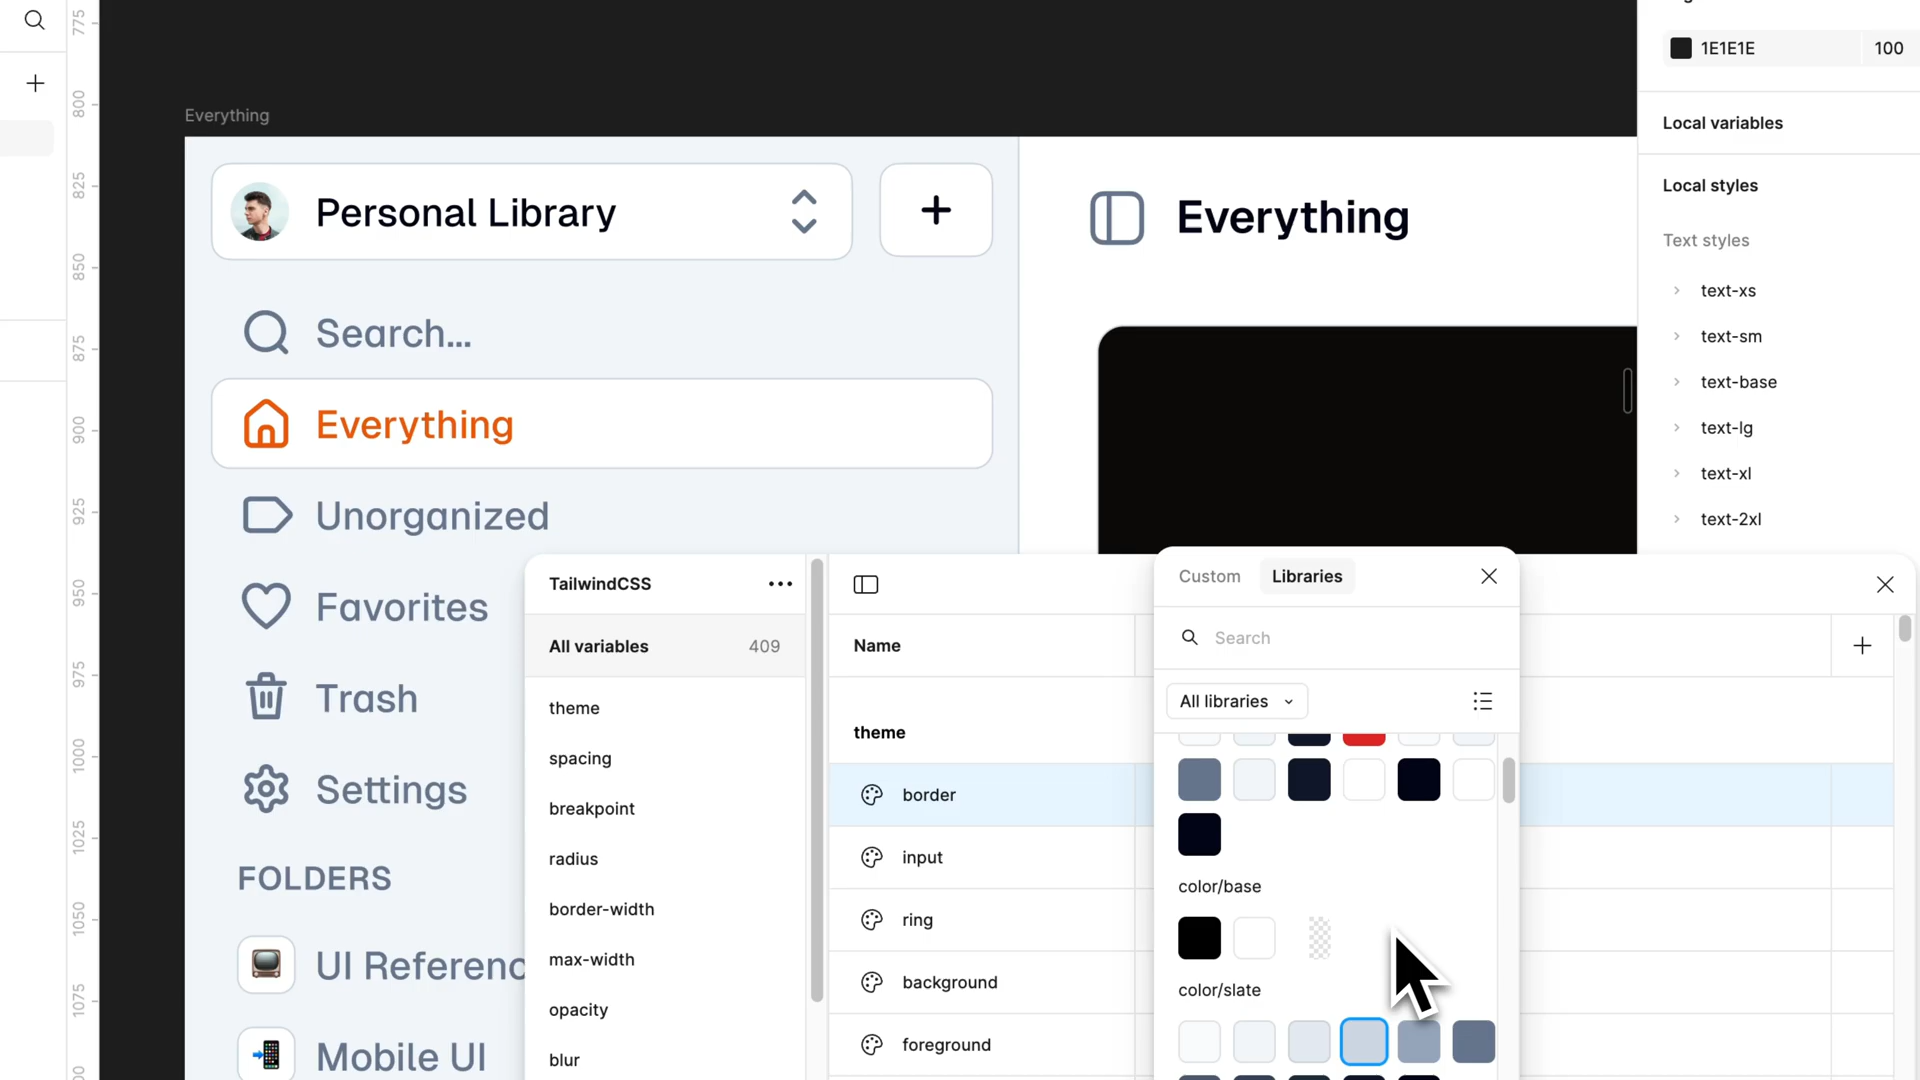 775
800
825
850
875
900
925
950
975
1000
1025
1050
1075
Everything
Personal Library
Search...
Everything
Unorganized
Favorites
Trash
Settings
FOLDERS
UI Referenc
Mobile UI
Everything
1E1E1E 100
Local variables
Local styles
Text styles
text-xs
text-sm
text-base
text-lg
text-xl
text-2xl
TailwindCSS
All variables 409
theme
spacing
breakpoint
radius
border-width
max-width
opacity
blur
Name
theme
border
input
ring
background
foreground
Custom Libraries
Search
All libraries
color/base
color/slate